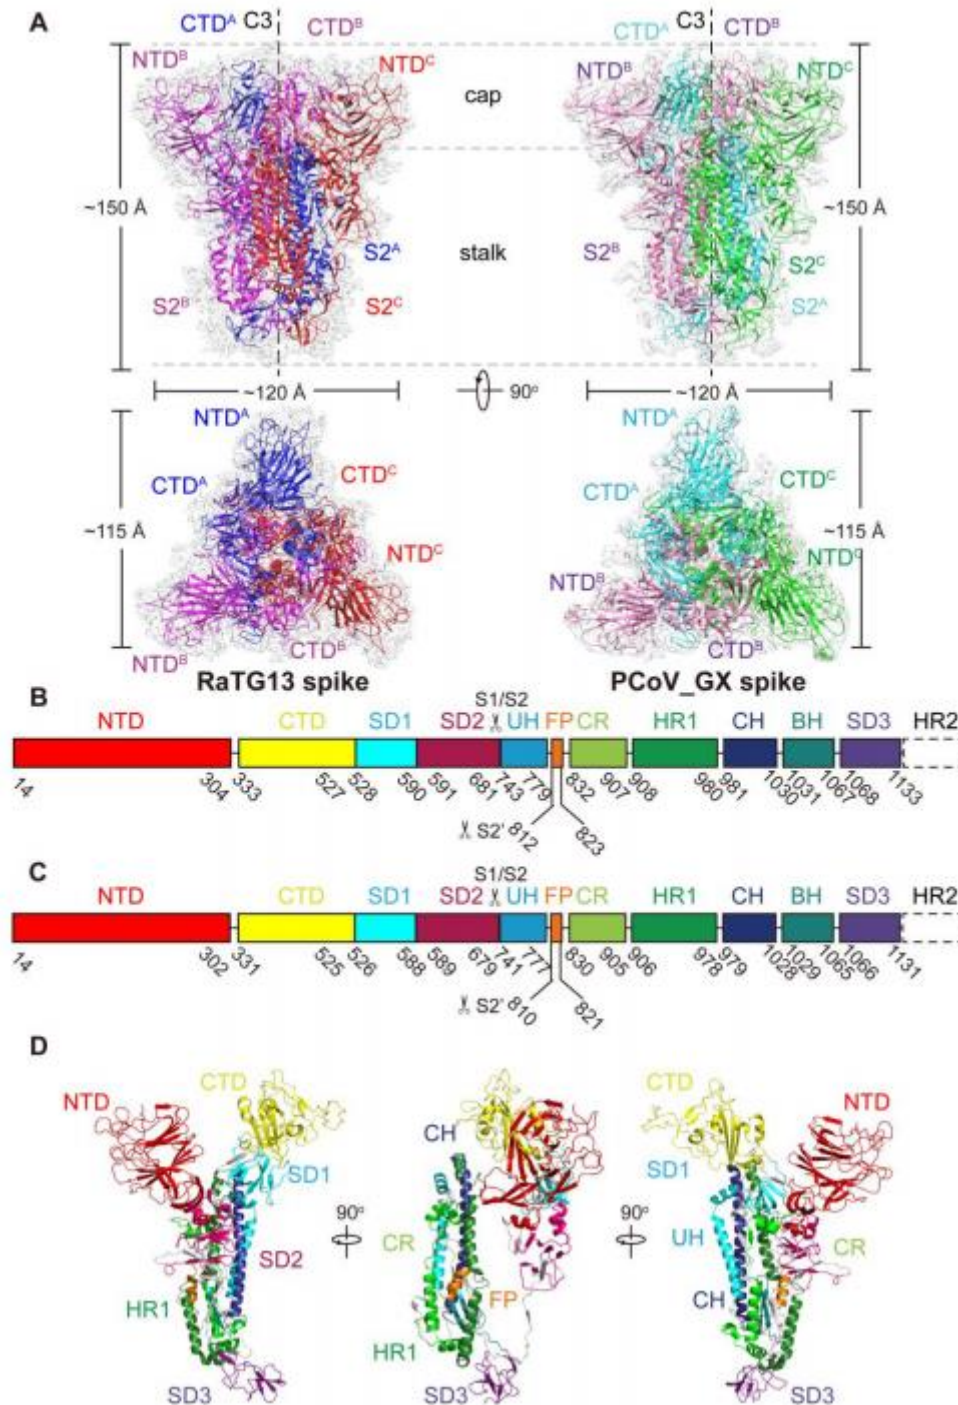 A
CTDᴬ C3 CTDᴮ
NTDᴮ
NTDᶜ
cap
~150 Å
stalk
S2ᴬ
S2ᴮ
S2ᶜ
CTDᴬ C3 CTDᴮ
NTDᴮ
NTDᶜ
~150 Å
S2ᴮ
S2ᶜ
S2ᴬ
~120 Å
90°
~120 Å
NTDᴬ
CTDᴬ
CTDᶜ
~115 Å
NTDᶜ
NTDᴮ
CTDᴮ
RaTG13 spike
NTDᴬ
CTDᴬ
CTDᶜ
~115 Å
NTDᶜ
NTDᴮ
CTDᴮ
PCoV_GX spike
B
S1/S2
NTD CTD SD1 SD2 UH FP CR HR1 CH BH SD3 HR2
14 304 333 527 528 590 591 681 743 779 832 907 908 980 981 1030 1031 1067 1068 1133
S2' 812 823
C
S1/S2
NTD CTD SD1 SD2 UH FP CR HR1 CH BH SD3 HR2
14 302 331 525 526 588 589 679 741 777 830 905 906 978 979 1028 1029 1065 1066 1131
S2' 810 821
D
NTD
CTD
SD1
SD2
HR1
SD3
90°
CH
CR
FP
HR1
SD3
90°
CTD
NTD
SD1
UH
CR
CH
SD3